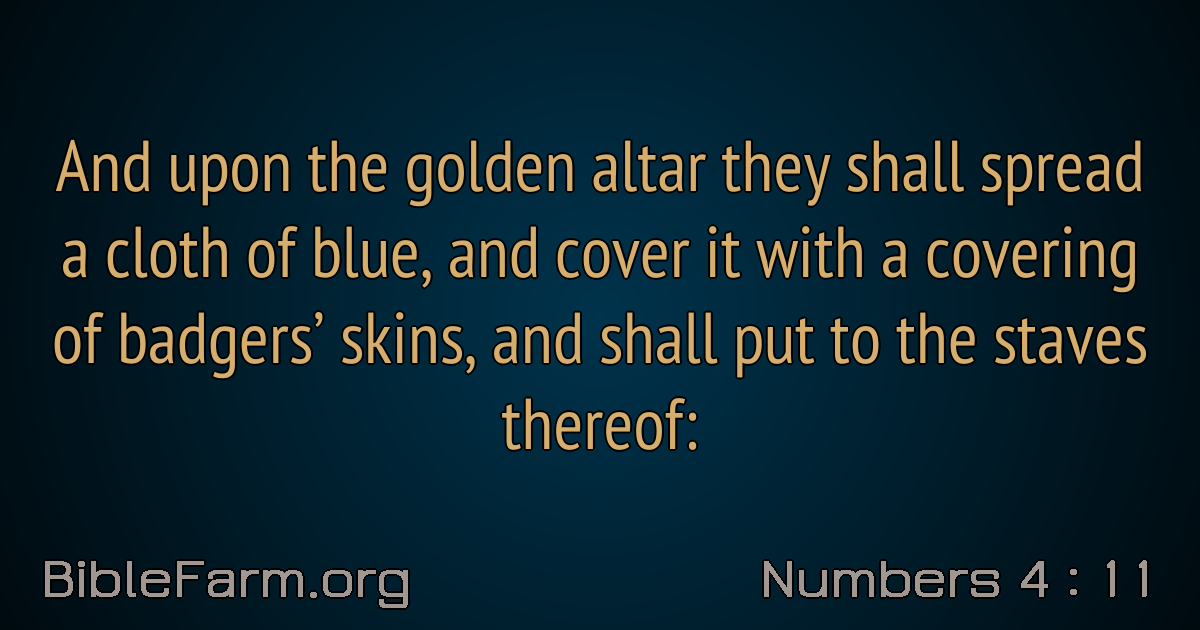 And upon the golden altar they shall spread
a cloth of blue, and cover it with a covering
of badgers’ skins, and shall put to the staves
thereof:
BibleFarm.org
Numbers 4 : 11